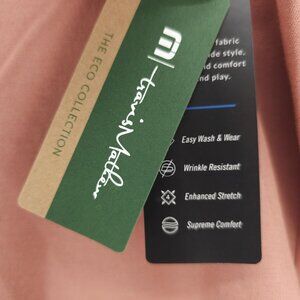 THE ECO COLLECTION
M
TravisMathew
fabric
de style,
nd comfort
nd play.
Easy Wash & Wear
Wrinkle Resistant
Enhanced Stretch
Supreme Comfort